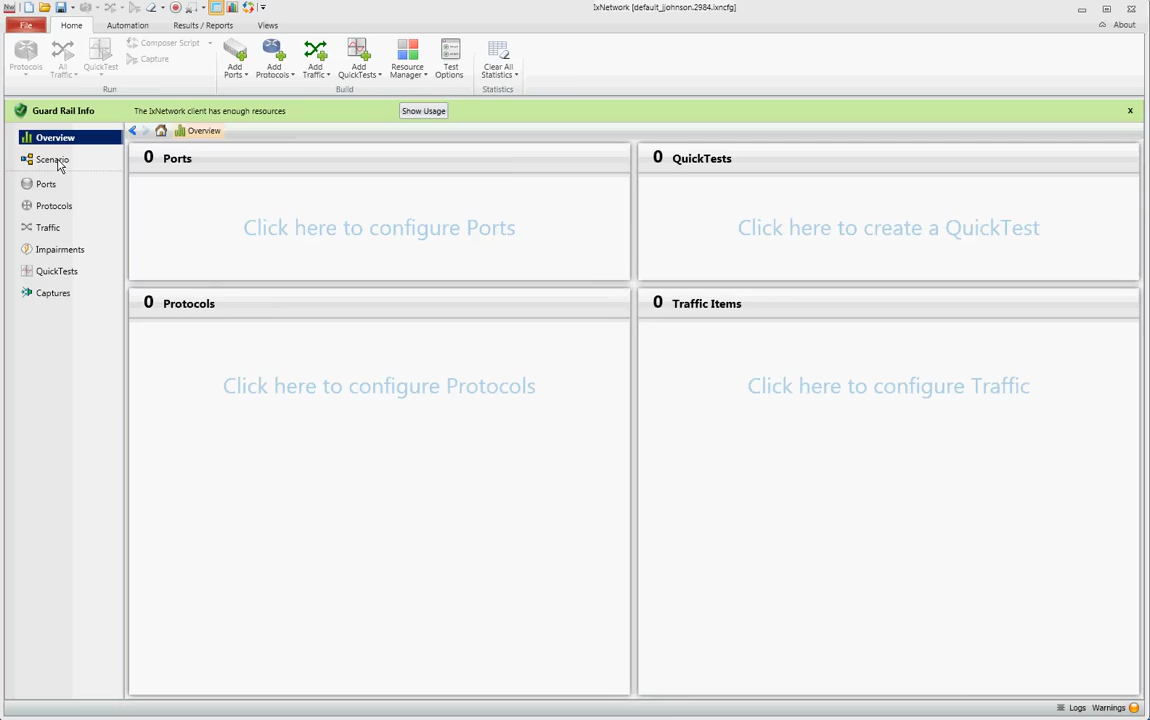 IxNetwork [default_jjohnson.2984.ixncfg]
File Home Automation Results / Reports Views About
Protocols All Traffic QuickTest Composer Script Capture
Add Ports Add Protocols Add Traffic Add QuickTests Resource Manager Test Options Clear All Statistics
Run Build Statistics
Guard Rail Info The IxNetwork client has enough resources Show Usage x
Overview
Scenario
Ports
Protocols
Traffic
Impairments
QuickTests
Captures
Overview
0 Ports
Click here to configure Ports
0 QuickTests
Click here to create a QuickTest
0 Protocols
Click here to configure Protocols
0 Traffic Items
Click here to configure Traffic
Logs Warnings